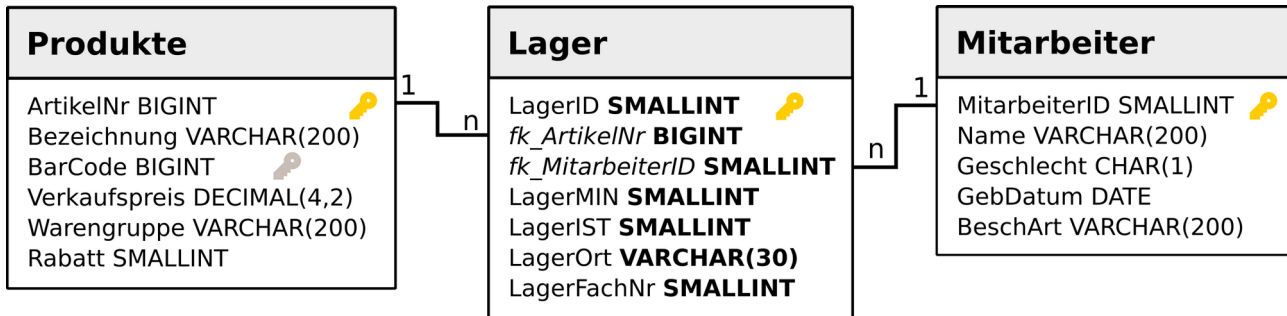 Produkte
ArtikelNr BIGINT
Bezeichnung VARCHAR(200)
BarCode BIGINT
Verkaufspreis DECIMAL(4,2)
Warengruppe VARCHAR(200)
Rabatt SMALLINT
1
n
Lager
LagerID SMALLINT
fk_ArtikelNr BIGINT
fk_MitarbeiterID SMALLINT
LagerMIN SMALLINT
LagerIST SMALLINT
LagerOrt VARCHAR(30)
LagerFachNr SMALLINT
n
1
Mitarbeiter
MitarbeiterID SMALLINT
Name VARCHAR(200)
Geschlecht CHAR(1)
GebDatum DATE
BeschArt VARCHAR(200)